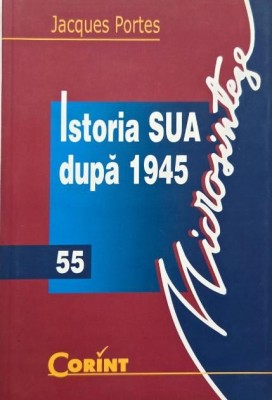 Jacques Portes
Istoria SUA
după 1945
Microsinteze
55
CORINT